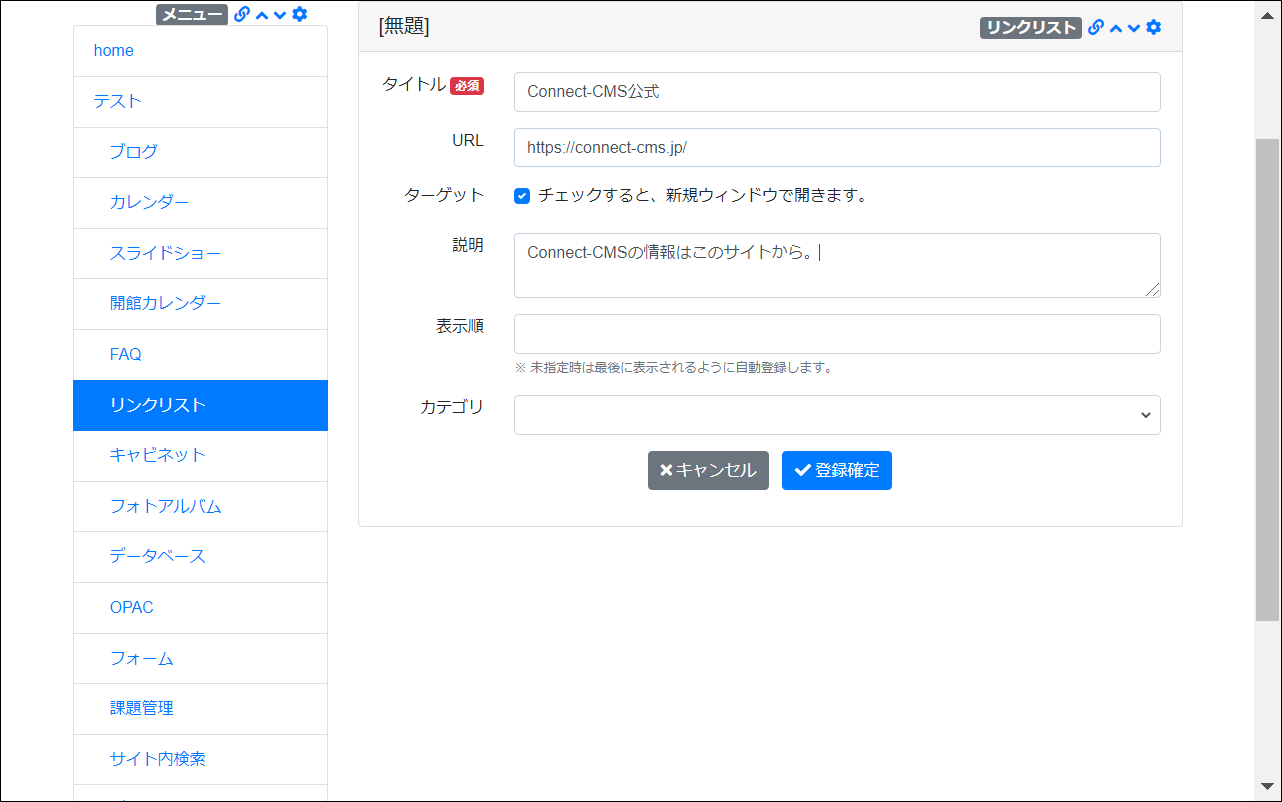 メニュー
home
テスト
ブログ
カレンダー
スライドショー
開館カレンダー
FAQ
リンクリスト
キャビネット
フォトアルバム
データベース
OPAC
フォーム
課題管理
サイト内検索
[無題]
リンクリスト
タイトル 必須
Connect-CMS公式
URL
https://connect-cms.jp/
ターゲット
チェックすると、新規ウィンドウで開きます。
説明
Connect-CMSの情報はこのサイトから。
表示順
※ 未指定時は最後に表示されるように自動登録します。
カテゴリ
キャンセル
登録確定